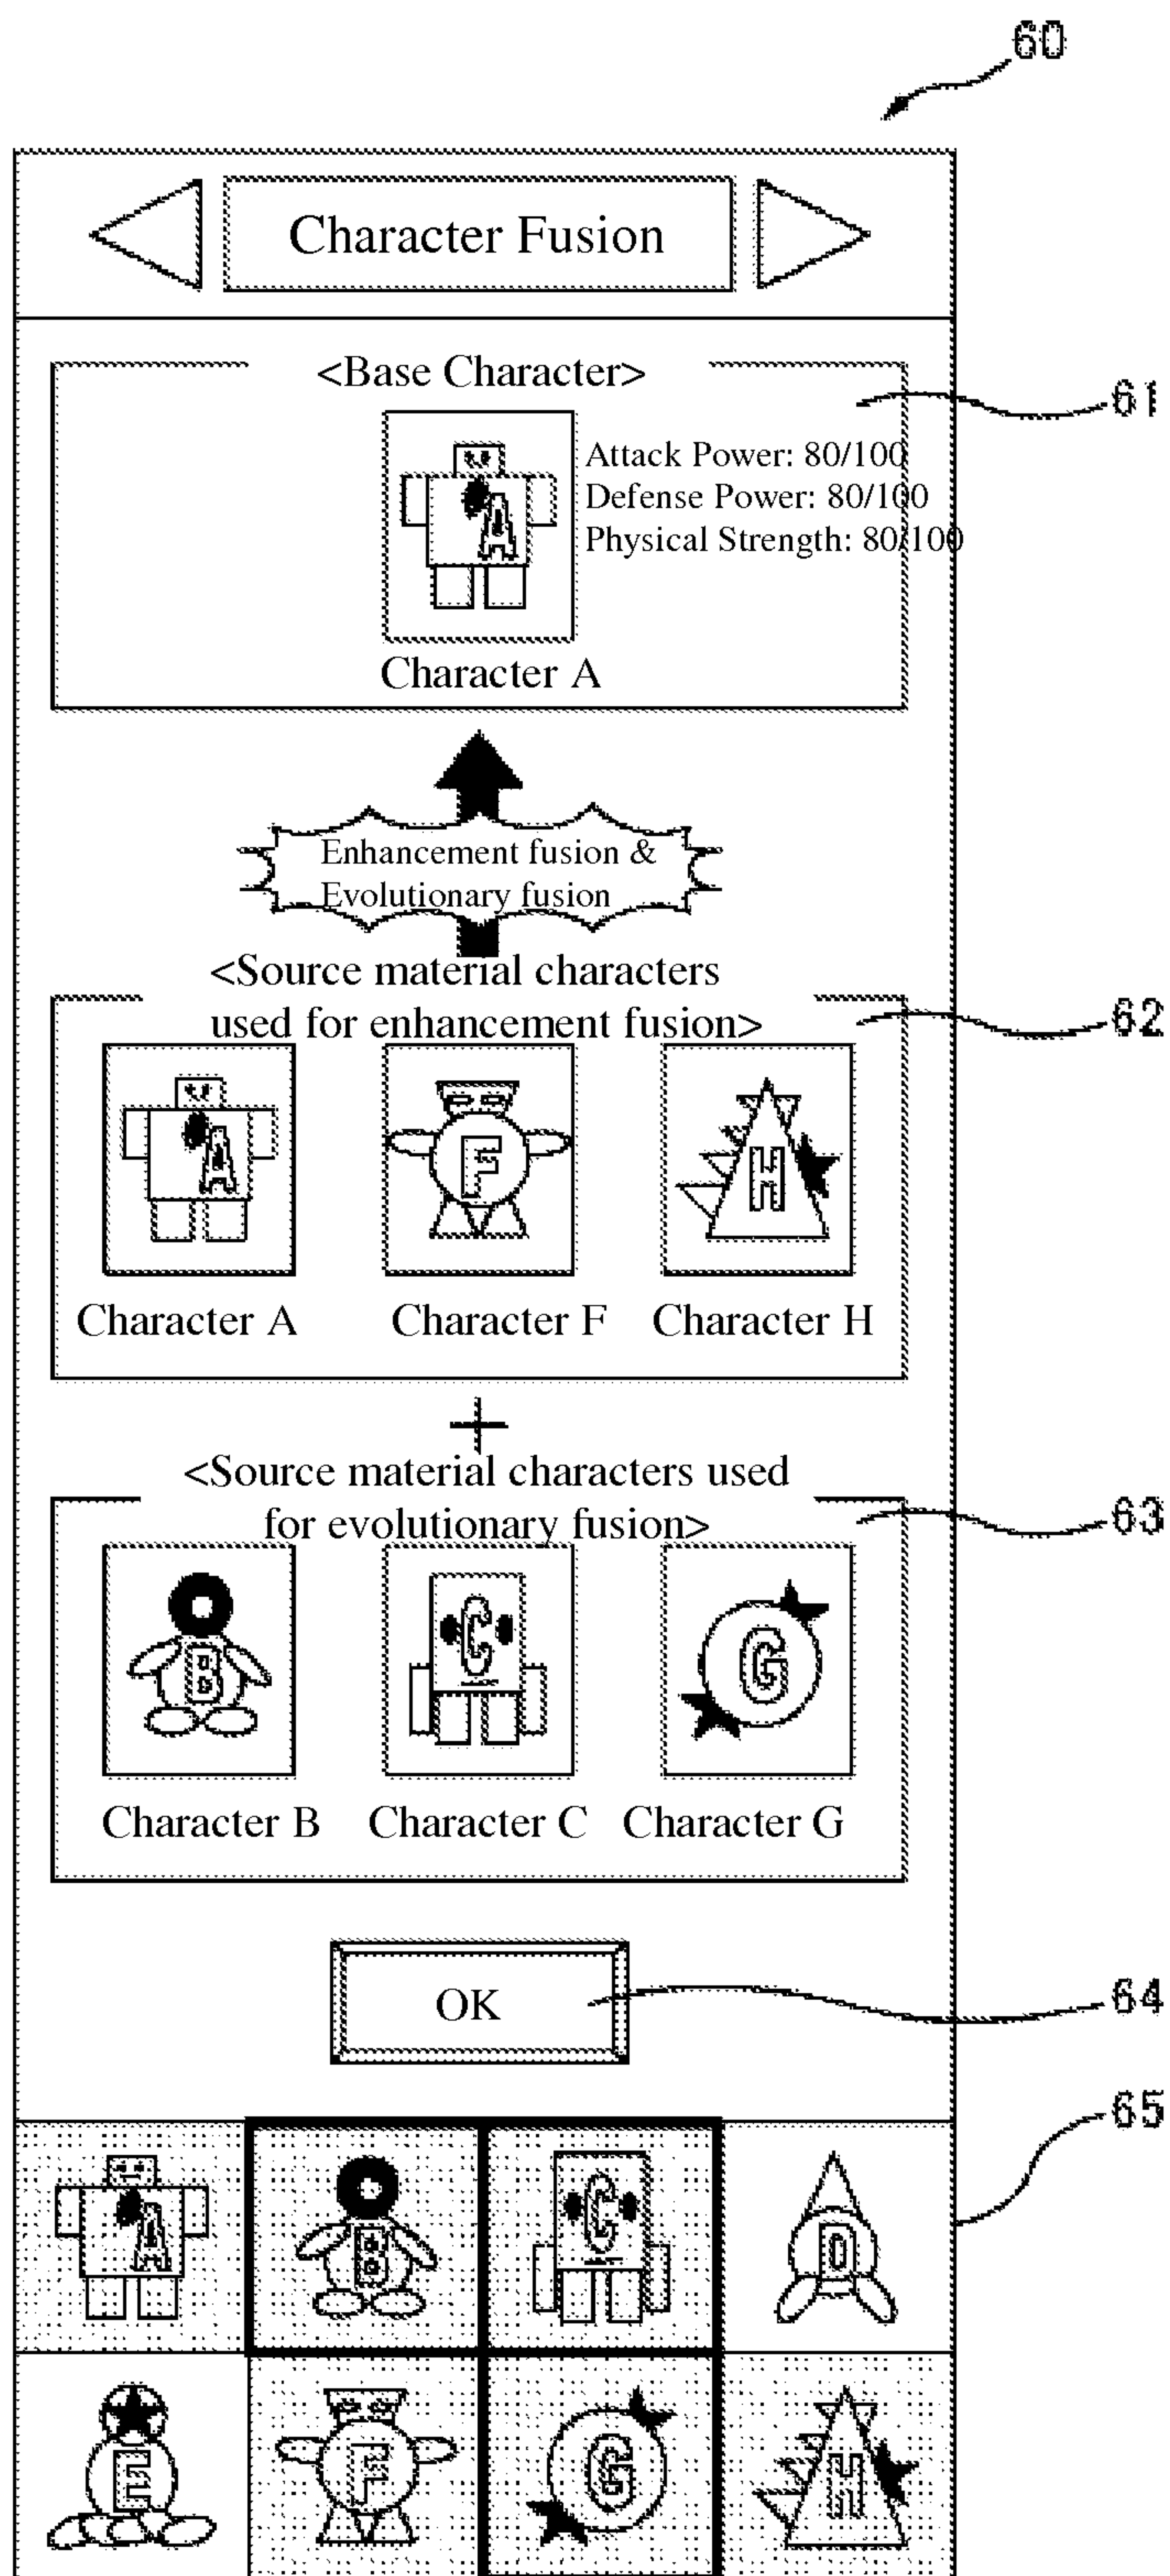 60
Character Fusion
<Base Character>
61
Attack Power: 80/100
Defense Power: 80/100
Physical Strength: 80/100
A
Character A
Enhancement fusion &
Evolutionary fusion
<Source material characters
used for enhancement fusion>
62
A F H
Character A Character F Character H
+
<Source material characters used
for evolutionary fusion>
63
B C G
Character B Character C Character G
OK
64
65
A B C D
E F G H